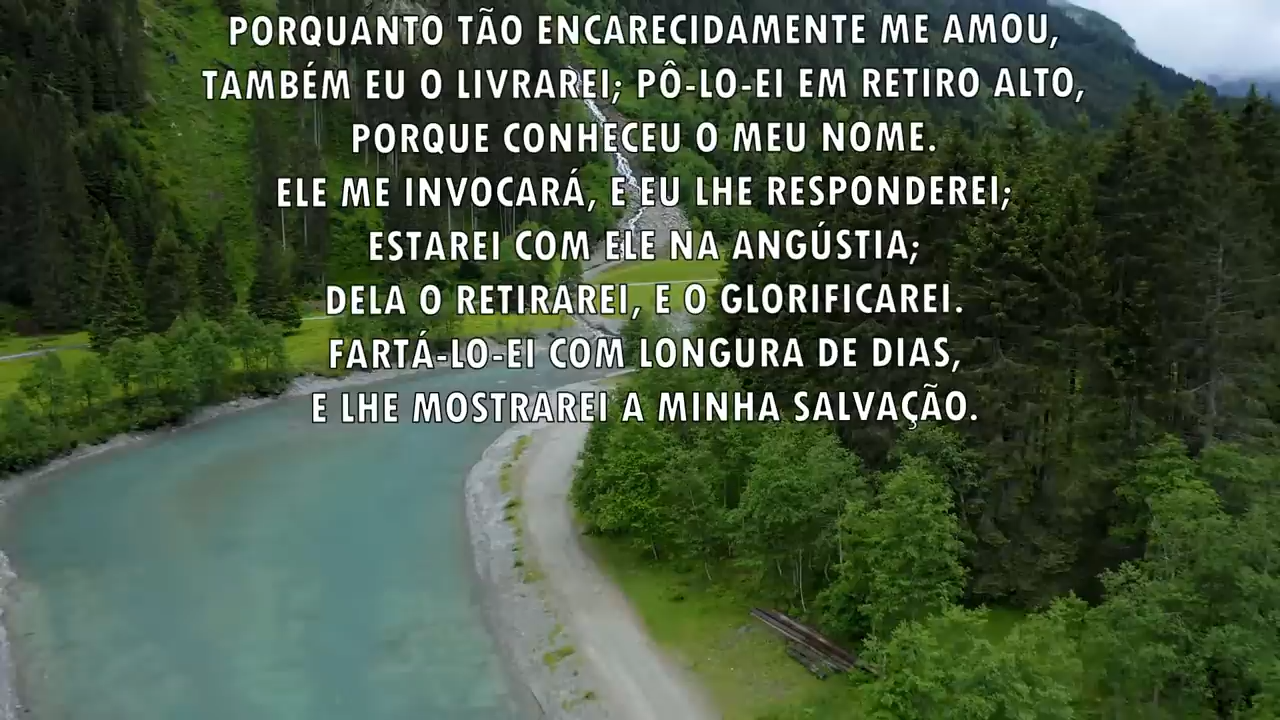 PORQUANTO TÃO ENCARECIDAMENTE ME AMOU,
TAMBÉM EU O LIVRAREI; PÔ-LO-EI EM RETIRO ALTO,
PORQUE CONHECEU O MEU NOME.
ELE ME INVOCARÁ, E EU LHE RESPONDEREI;
ESTAREI COM ELE NA ANGÚSTIA;
DELA O RETIRAREI, E O GLORIFICAREI.
FARTÁ-LO-EI COM LONGURA DE DIAS,
E LHE MOSTRAREI A MINHA SALVAÇÃO.